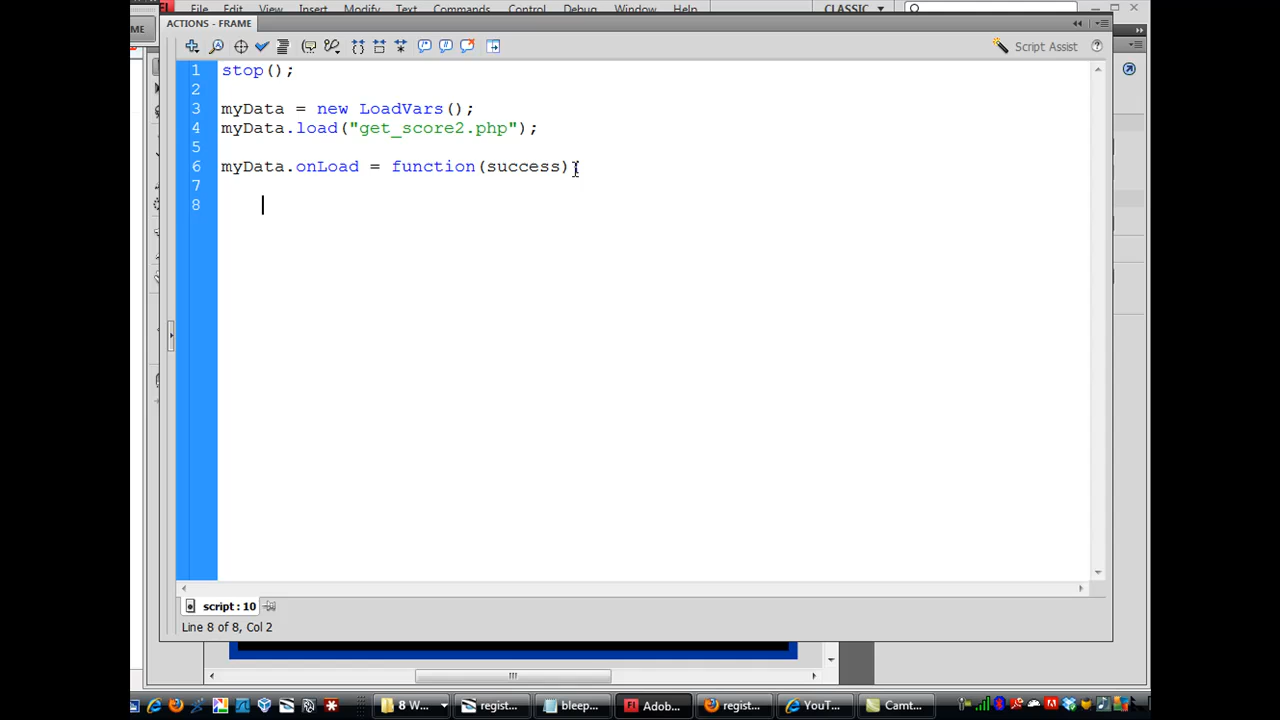 File Edit View Insert Modify Text Commands Control Debug Window Help CLASSIC
ACTIONS - FRAME
Script Assist
1 stop();
2
3 myData = new LoadVars();
4 myData.load("get_score2.php");
5
6 myData.onLoad = function(success)
7
8
script : 10
Line 8 of 8, Col 2
8 W... regist... bleep... Adob... regist... YouT... Camt...